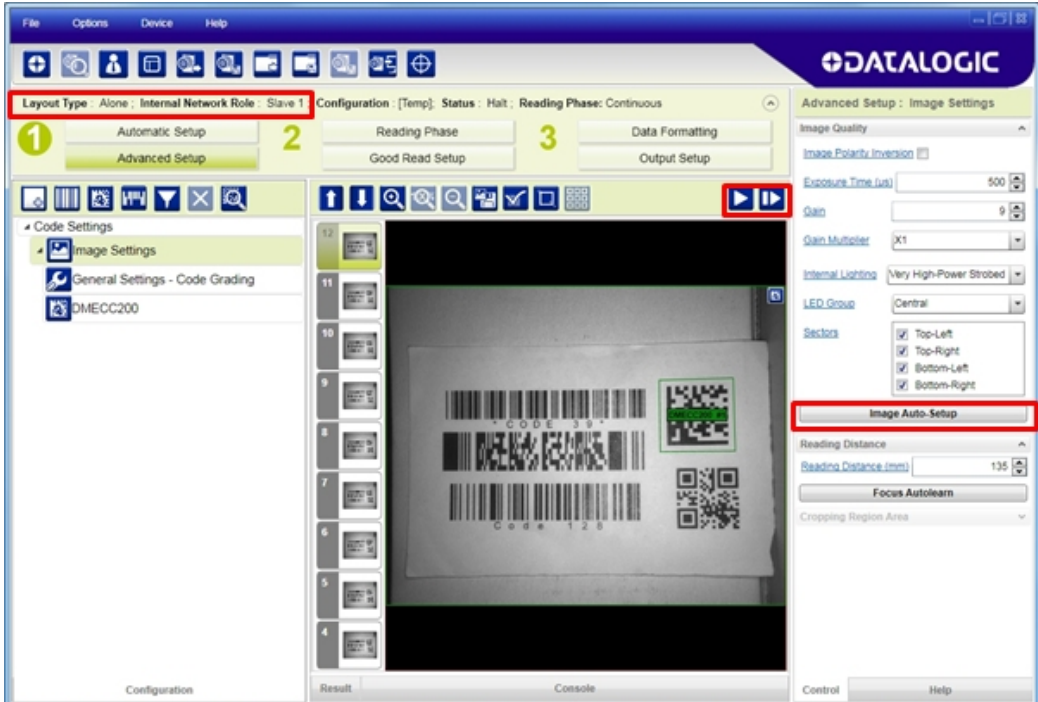 File Options Device Help
DATALOGIC
Layout Type : Alone ; Internal Network Role : Slave 1 ; Configuration : [Temp]; Status : Halt ; Reading Phase: Continuous
1 Automatic Setup 2 Reading Phase 3 Data Formatting
Advanced Setup Good Read Setup Output Setup
Code Settings
Image Settings
General Settings - Code Grading
DMECC200
Configuration
12
11
10
9
8
7
6
5
4
* CODE 39 *
DMECC200 #5
Code 128
Result Console
Advanced Setup : Image Settings
Image Quality
Image Polarity Inversion
Exposure Time (us) 500
Gain 9
Gain Multiplier X1
Internal Lighting Very High-Power Strobed
LED Group Central
Sectors Top-Left
Top-Right
Bottom-Left
Bottom-Right
Image Auto-Setup
Reading Distance
Reading Distance (mm) 135
Focus Autolearn
Cropping Region Area
Control Help